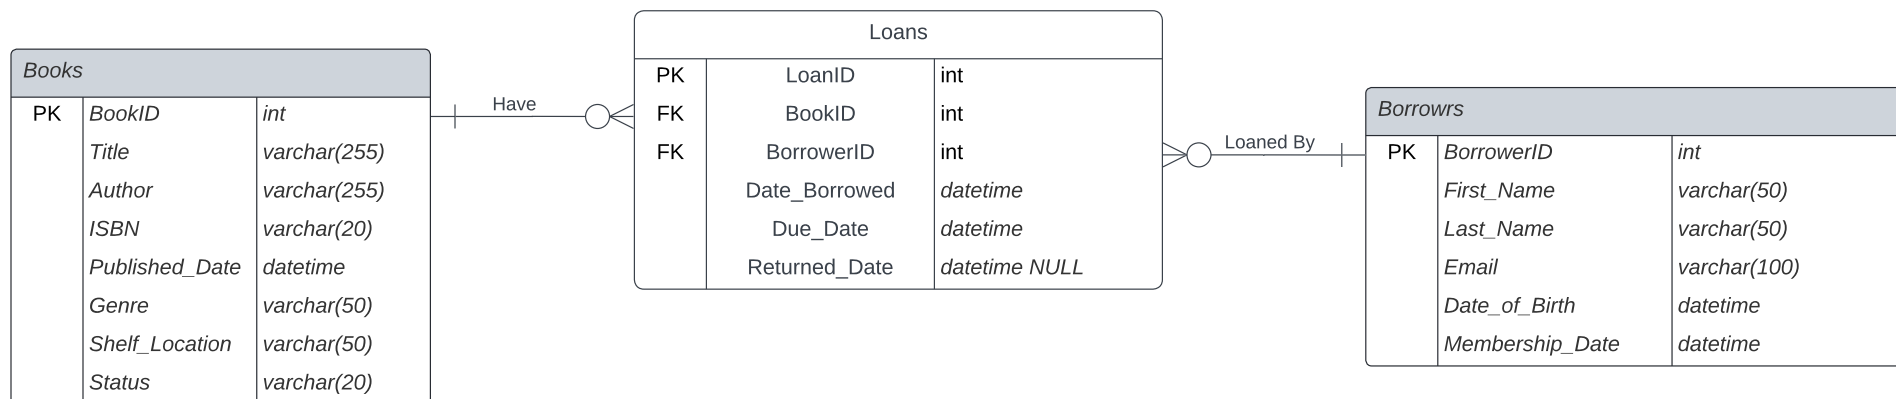 Books
PK BookID int
Title varchar(255)
Author varchar(255)
ISBN varchar(20)
Published_Date datetime
Genre varchar(50)
Shelf_Location varchar(50)
Status varchar(20)
Have
Loans
PK LoanID int
FK BookID int
FK BorrowerID int
Date_Borrowed datetime
Due_Date datetime
Returned_Date datetime NULL
Loaned By
Borrowrs
PK BorrowerID int
First_Name varchar(50)
Last_Name varchar(50)
Email varchar(100)
Date_of_Birth datetime
Membership_Date datetime